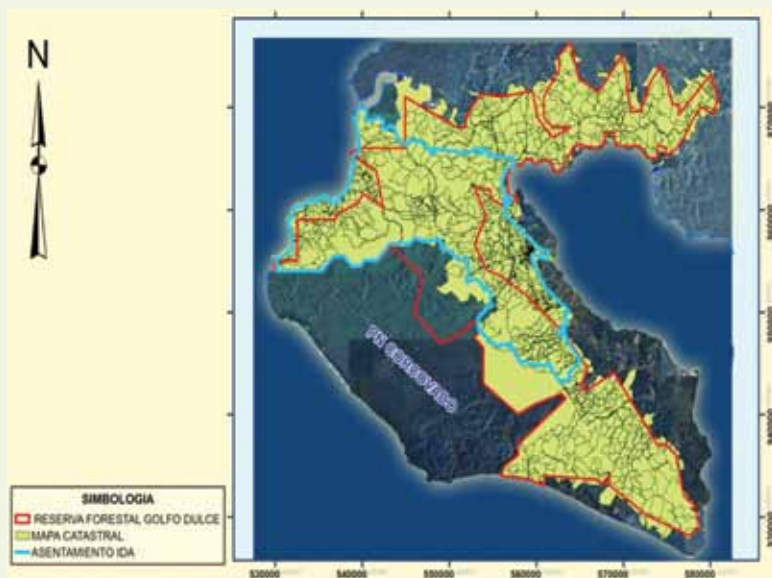 N
PN CORCOVADO
SIMBOLOGIA
RESERVA FORESTAL GOLFO DULCE
MAPA CATASTRAL
ASENTAMIENTO IDA
530000 540000 550000 560000 570000 580000